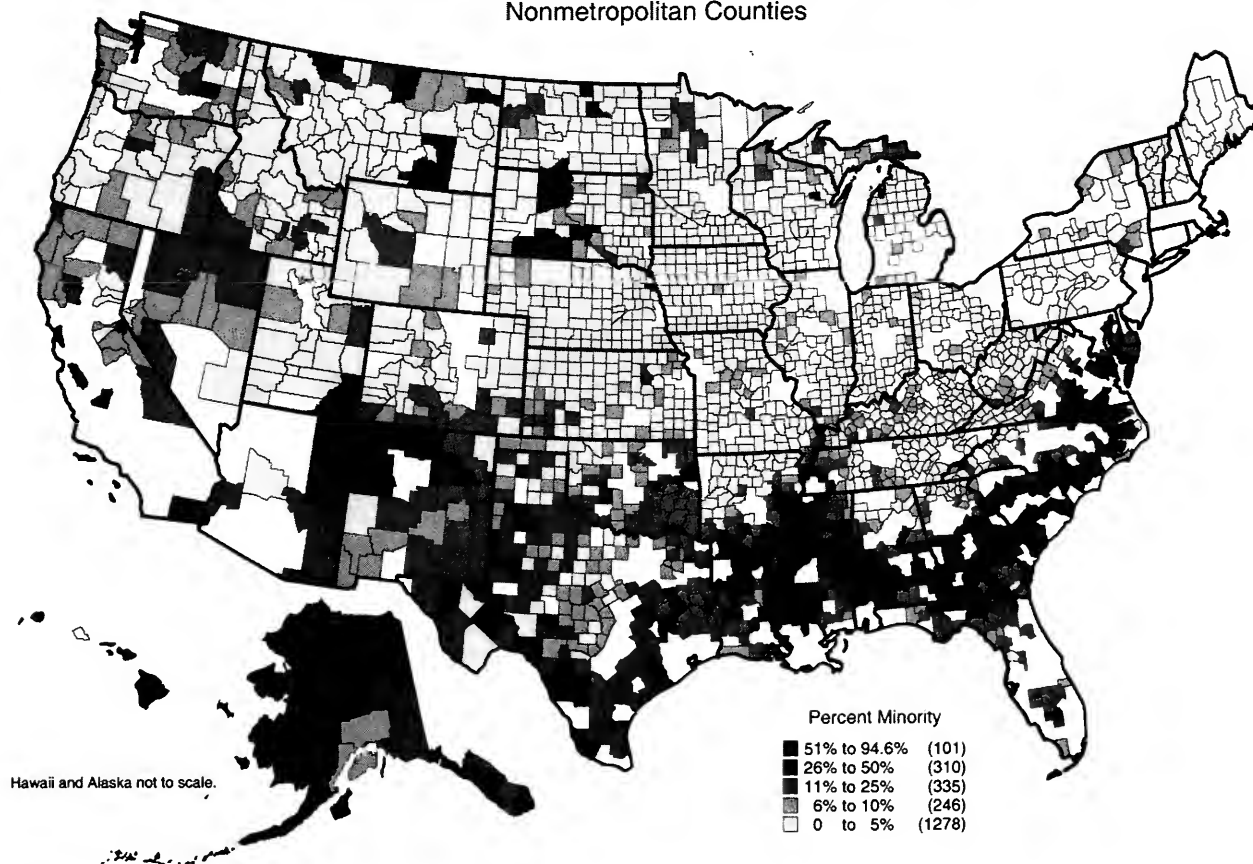 Nonmetropolitan Counties
Percent Minority
51% to 94.6% (101)
26% to 50% (310)
11% to 25% (335)
6% to 10% (246)
0 to 5% (1278)
Hawaii and Alaska not to scale.